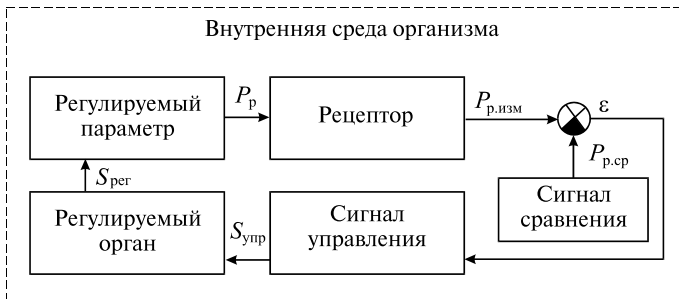 Внутренняя среда организма
Регулируемый
параметр
Pр
Рецептор
Pр.изм
ε
Pр.ср
Сигнал
сравнения
Sрег
Регулируемый
орган
Sупр
Сигнал
управления